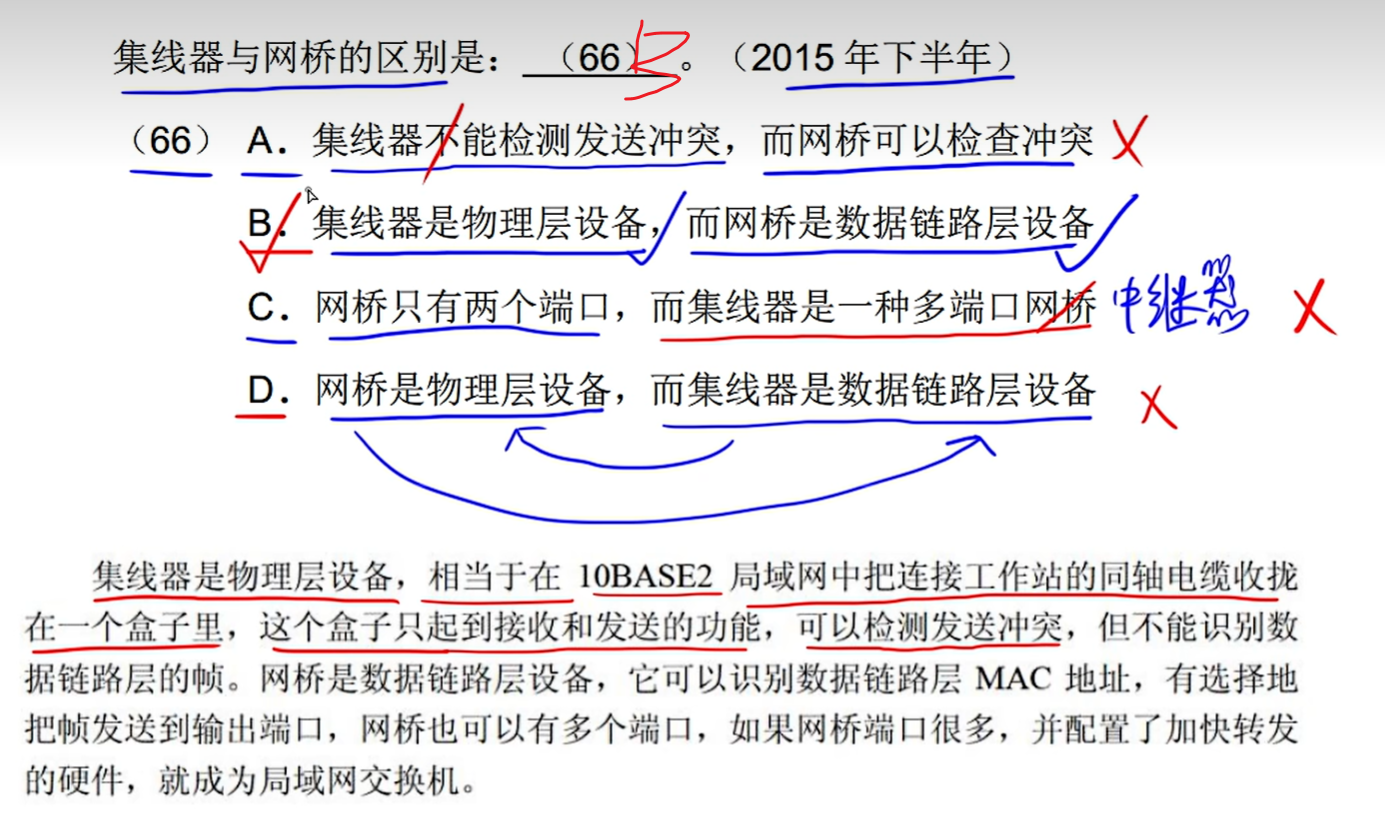 集线器与网桥的区别是：（66）B。（2015 年下半年）
（66） A．集线器不能检测发送冲突，而网桥可以检查冲突
B．集线器是物理层设备，而网桥是数据链路层设备
C．网桥只有两个端口，而集线器是一种多端口网桥 中继器
D．网桥是物理层设备，而集线器是数据链路层设备
集线器是物理层设备，相当于在 10BASE2 局域网中把连接工作站的同轴电缆收拢
在一个盒子里，这个盒子只起到接收和发送的功能，可以检测发送冲突，但不能识别数
据链路层的帧。网桥是数据链路层设备，它可以识别数据链路层 MAC 地址，有选择地
把帧发送到输出端口，网桥也可以有多个端口，如果网桥端口很多，并配置了加快转发
的硬件，就成为局域网交换机。